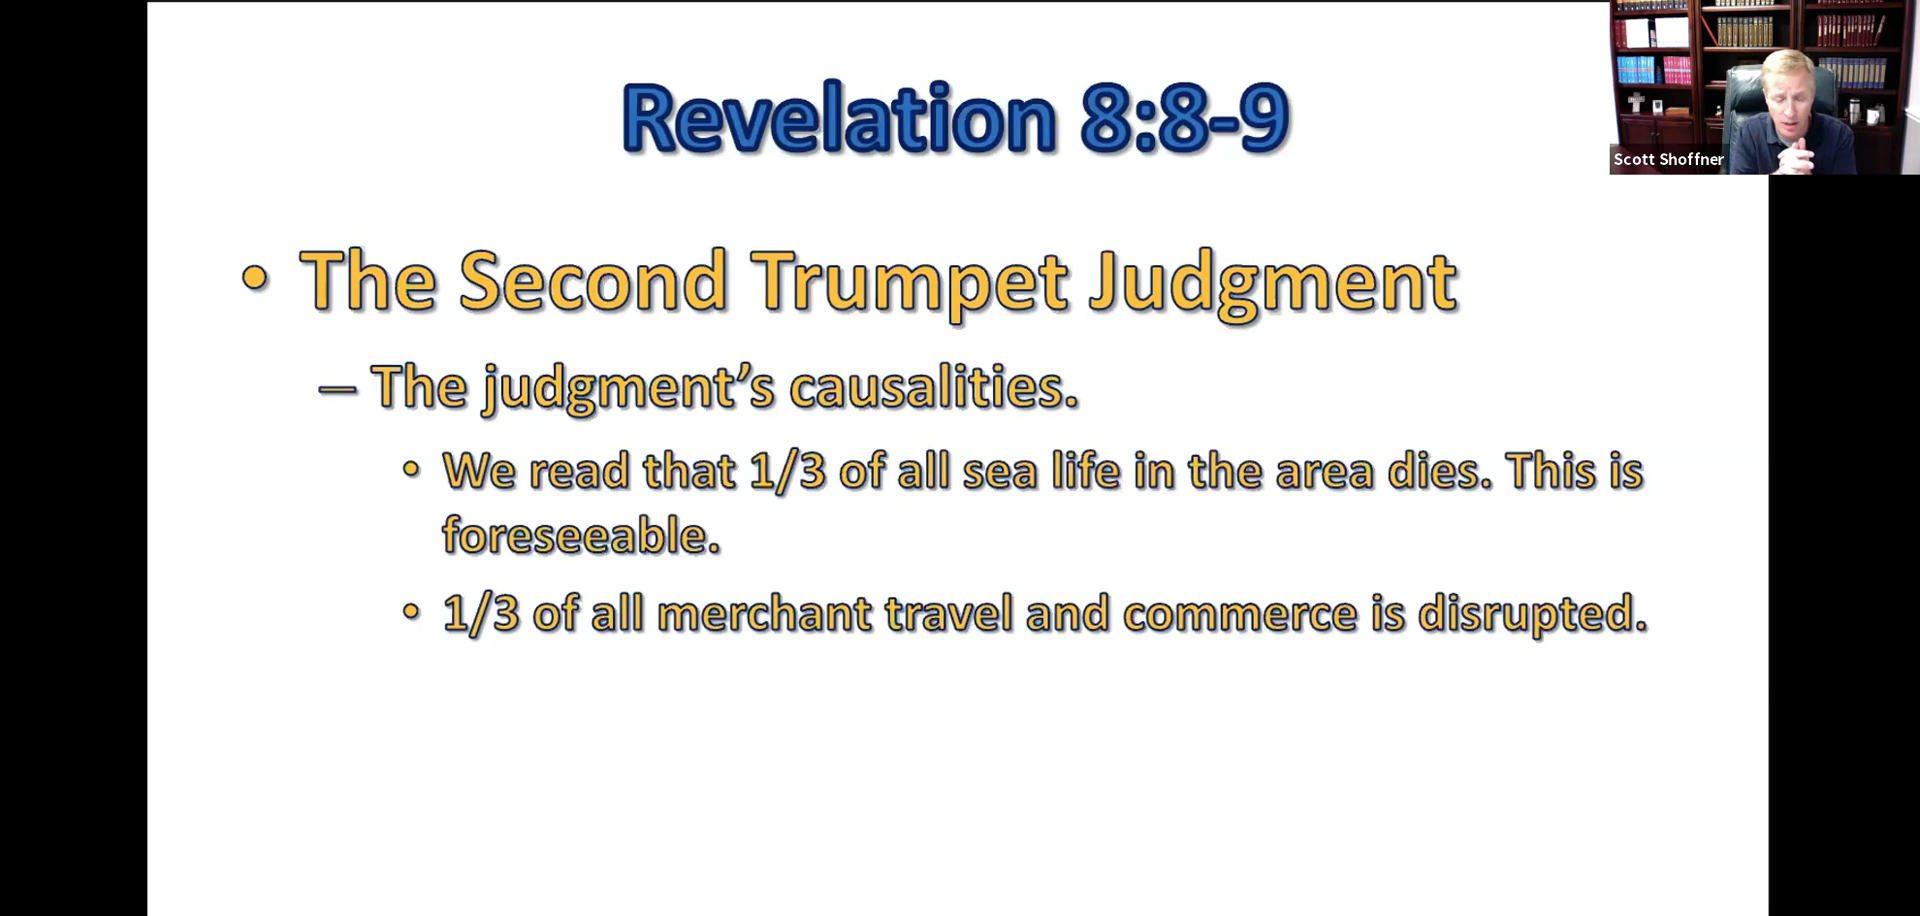 Revelation 8:8-9
Scott Shoffner
• The Second Trumpet Judgment
– The judgment’s causalities.
• We read that 1/3 of all sea life in the area dies. This is
foreseeable.
• 1/3 of all merchant travel and commerce is disrupted.